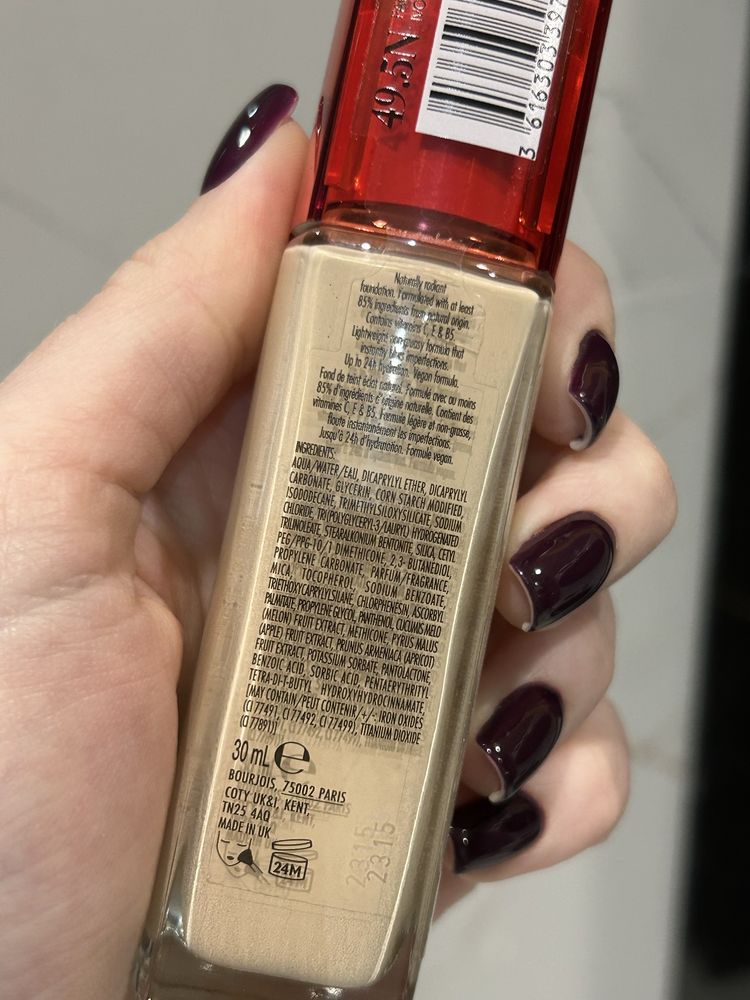 49.5N
3 616303397
Naturally radiant
foundation. Formulated with at least
85% ingredients from natural origin.
Contains vitamins C, E & B5.
Lightweight non-greasy formula that
instantly blurs imperfections.
Up to 24h hydration. Vegan formula.
Fond de teint éclat naturel. Formulé avec au moins
85% d'ingrédients d'origine naturelle. Contient des
vitamines C, E & B5. Formule légère et non-grasse,
floute instantanément les imperfections.
Jusqu'à 24h d'hydratation. Formule vegan.
INGREDIENTS:
AQUA/WATER/EAU, DICAPRYLYL ETHER, DICAPRYLYL
CARBONATE, GLYCERIN, CORN STARCH MODIFIED,
ISODODECANE, TRIMETHYLSILOXYSILICATE, SODIUM
CHLORIDE, TRI(POLYGLYCERYL-3/LAURYL) HYDROGENATED
TRILINOLEATE, STEARALKONIUM BENTONITE, SILICA, CETYL
PEG/PPG-10/1 DIMETHICONE, 2,3-BUTANEDIOL,
PROPYLENE CARBONATE, PARFUM/FRAGRANCE,
MICA, TOCOPHEROL, SODIUM BENZOATE,
TRIETHOXYCAPRYLYLSILANE, CHLORPHENESIN, ASCORBYL
PALMITATE, PROPYLENE GLYCOL, PANTHENOL, CUCUMIS MELO
(MELON) FRUIT EXTRACT, METHICONE, PYRUS MALUS
(APPLE) FRUIT EXTRACT, PRUNUS ARMENIACA (APRICOT)
FRUIT EXTRACT, POTASSIUM SORBATE, PANTOLACTONE,
BENZOIC ACID, SORBIC ACID, PENTAERYTHRITYL
TETRA-DI-T-BUTYL HYDROXYHYDROCINNAMATE,
[MAY CONTAIN/PEUT CONTENIR/+/-: IRON OXIDES
(CI 77491, CI 77492, CI 77499), TITANIUM DIOXIDE
(CI 77891)]
30 mL e
BOURJOIS, 75002 PARIS
COTY UK&I, KENT
TN25 4AQ
MADE IN UK
24M
2315